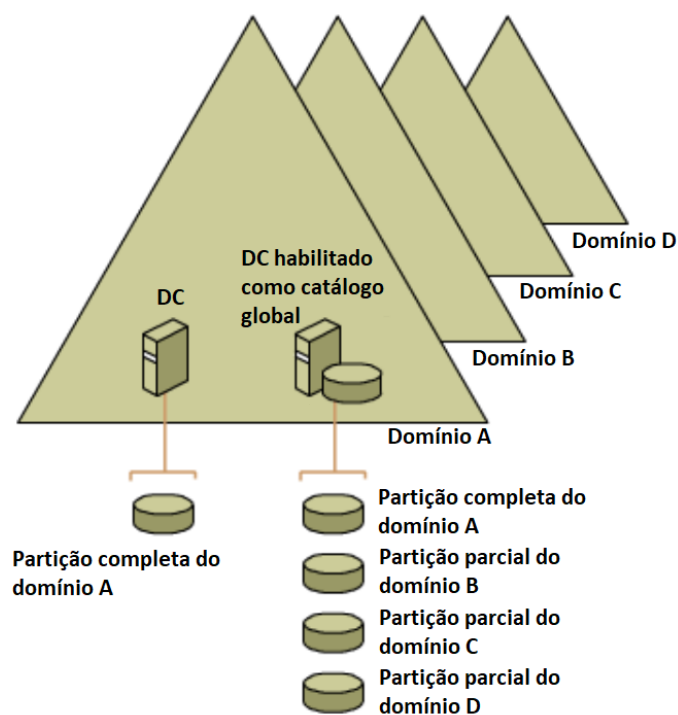 Domínio D
DC habilitado
como catálogo
global
DC
Domínio C
Domínio B
Domínio A
Partição completa do
domínio A
Partição completa do
domínio A
Partição parcial do
domínio B
Partição parcial do
domínio C
Partição parcial do
domínio D